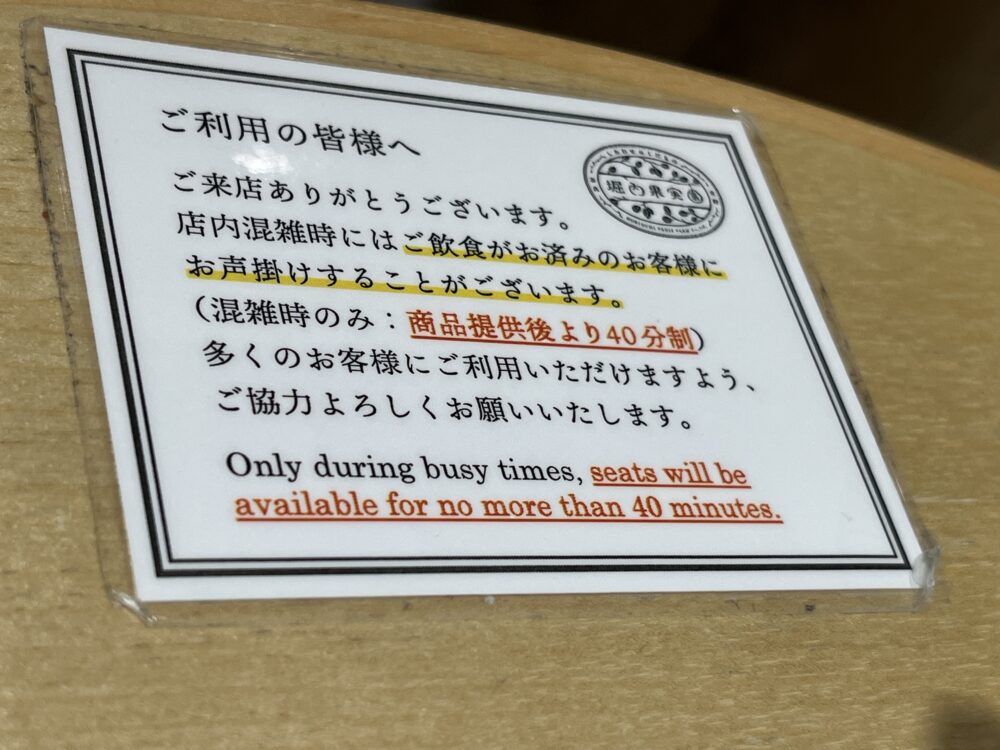 ご利用の皆様へ
堀内果実園
ご来店ありがとうございます。
店内混雑時にはご飲食がお済みのお客様に
お声掛けすることがございます。
(混雑時のみ:商品提供後より40分制)
多くのお客様にご利用いただけますよう、
ご協力よろしくお願いいたします。
Only during busy times, seats will be
available for no more than 40 minutes.